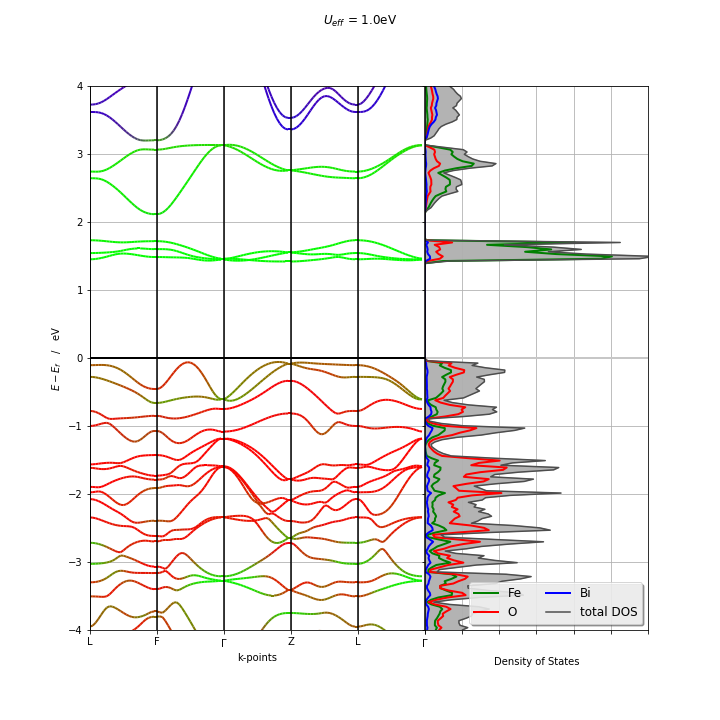 U_eff = 1.0eV
E − E_f / eV
4
3
2
1
0
−1
−2
−3
−4
L F Γ Z L Γ
k-points
Density of States
Fe Bi
O total DOS